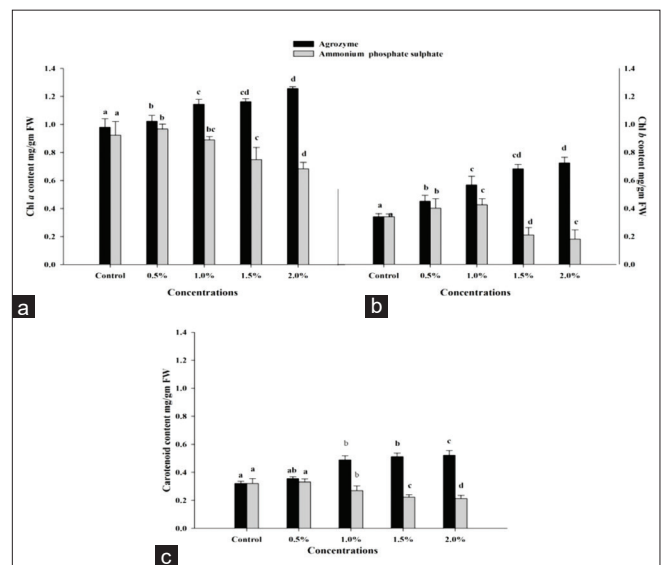 Agrozyme
Ammonium phosphate sulphate
Chl a content mg/gm FW
1.4
1.2
1.0
0.8
0.6
0.4
0.2
0.0
a a b b c bc cd c d d
Control 0.5% 1.0% 1.5% 2.0%
Concentrations
a
a a b b c c cd d d c
Control 0.5% 1.0% 1.5% 2.0%
Concentrations
1.4
1.2
1.0
0.8
0.6
0.4
0.2
0.0
Chl b content mg/gm FW
b
Carotenoid content mg/gm FW
1.4
1.2
1.0
0.8
0.6
0.4
0.2
0.0
a a ab a b b b c c d
Control 0.5% 1.0% 1.5% 2.0%
Concentrations
c